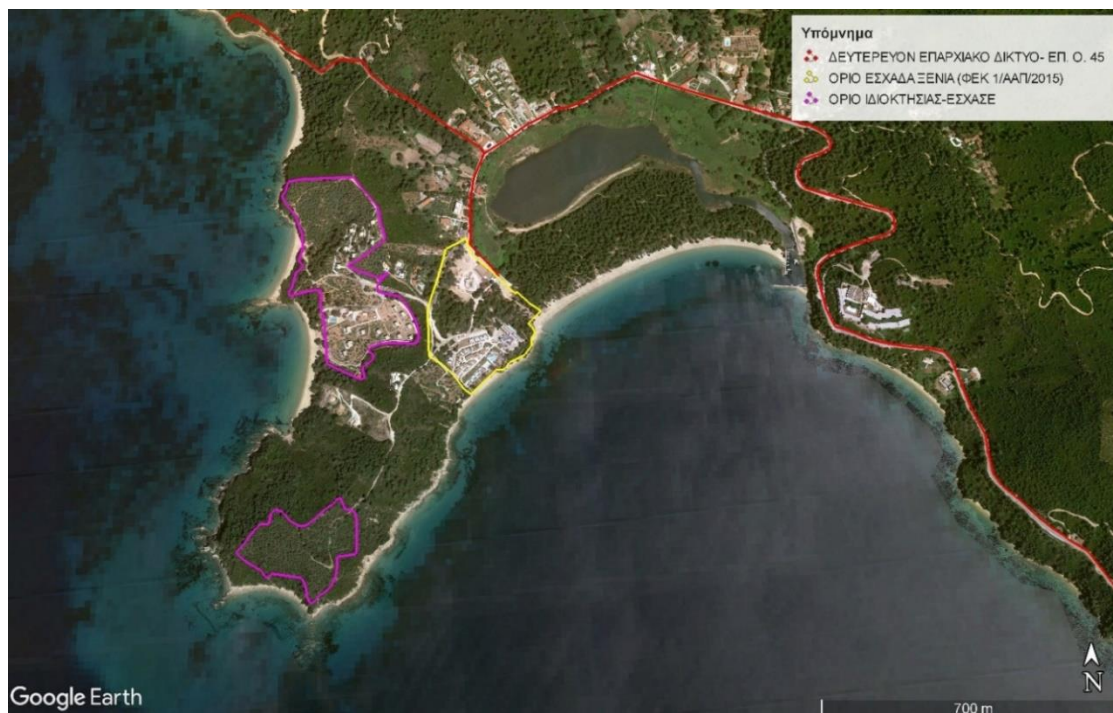 Υπόμνημα
ΔΕΥΤΕΡΕΥΟΝ ΕΠΑΡΧΙΑΚΟ ΔΙΚΤΥΟ- ΕΠ. Ο. 45
ΟΡΙΟ ΕΣΧΑΔΑ ΞΕΝΙΑ (ΦΕΚ 1/ΑΑΠ/2015)
ΟΡΙΟ ΙΔΙΟΚΤΗΣΙΑΣ-ΕΣΧΑΣΕ
N
Google Earth
700 m